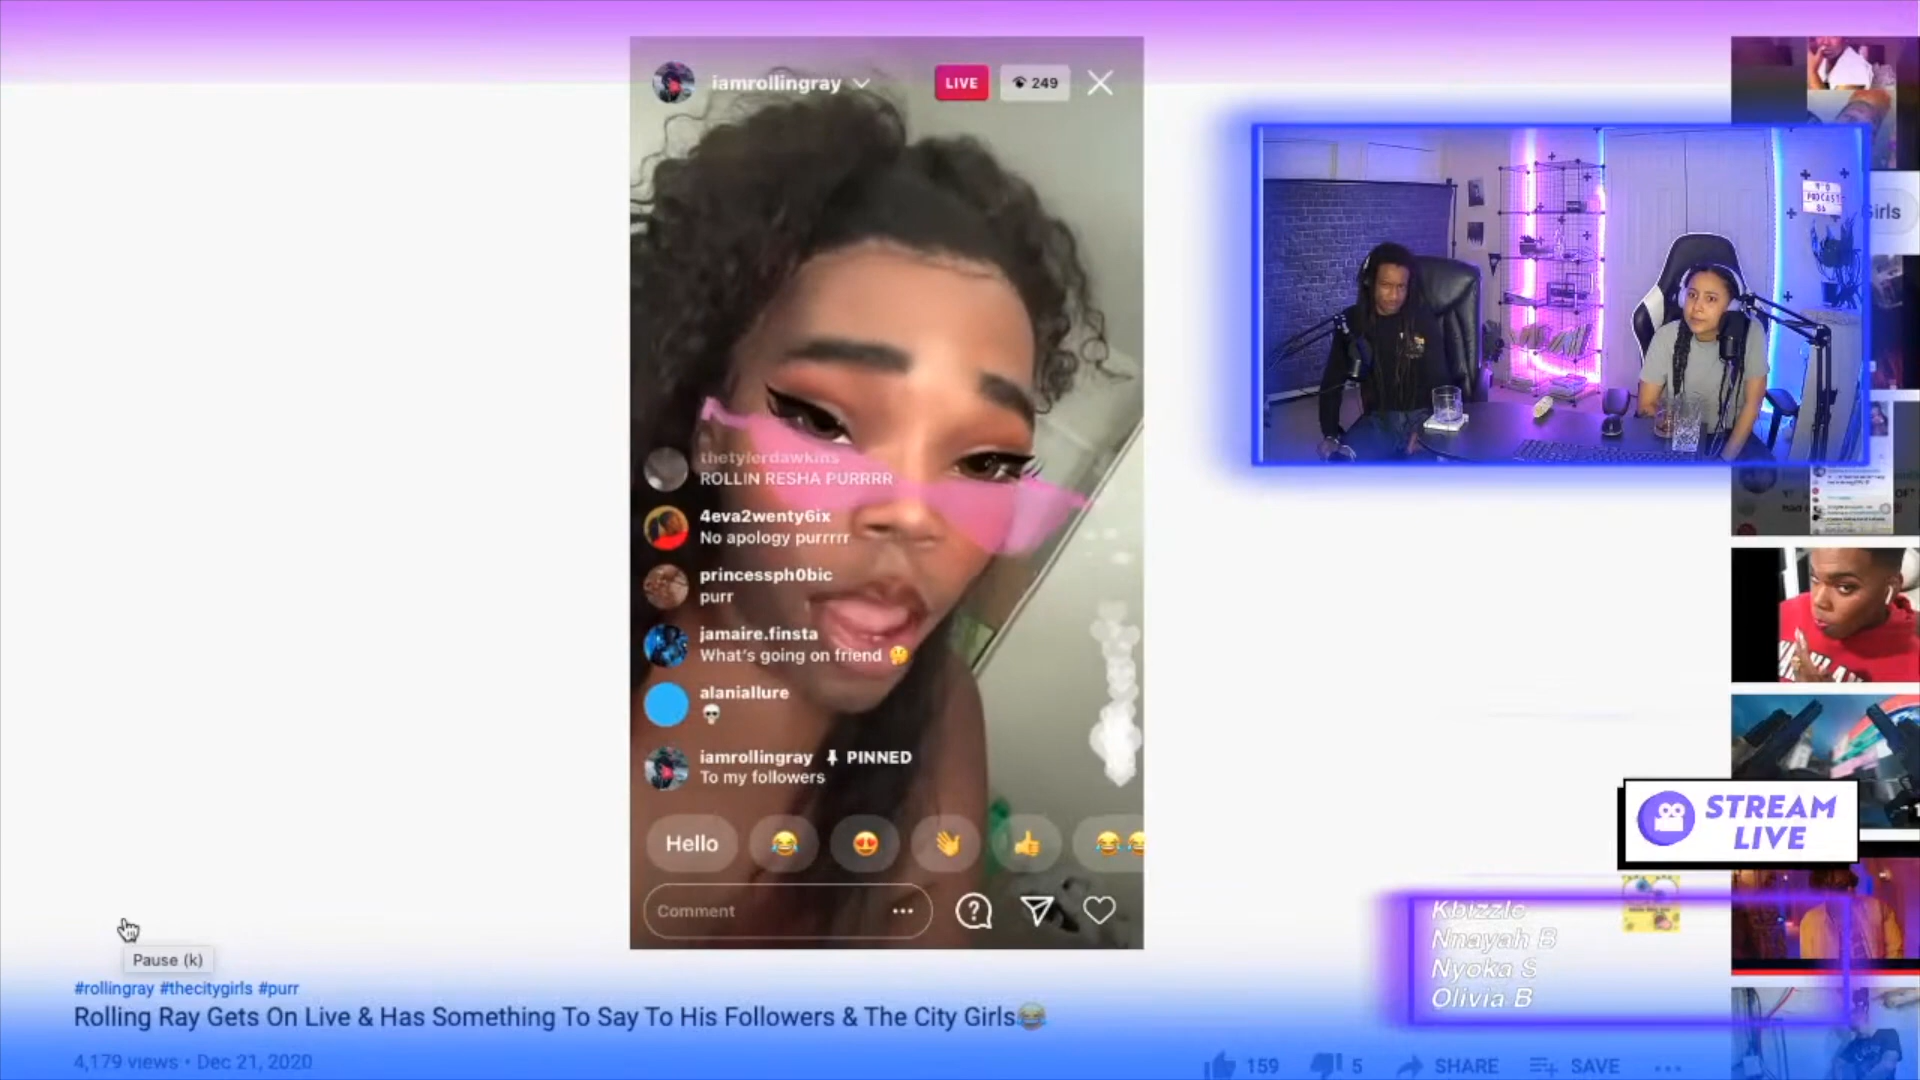 iamrollingray
LIVE
249
thetylerdawkins
ROLLIN RESHA PURRRR
4eva2wenty6ix
No apology purrrrr
princessph0bic
purr
jamaire.finsta
What's going on friend 🤔
alaniallure
💀
iamrollingray PINNED
To my followers
Hello 😂 😍 👋 👍 😂
Comment
Pause (k)
#rollingray #thecitygirls #purr
Rolling Ray Gets On Live & Has Something To Say To His Followers & The City Girls😂
4,179 views • Dec 21, 2020
159
5
SHARE
SAVE
PODCAST
Girls
STREAM
LIVE
Kbizzle
Nnayah B
Nyoka S
Olivia B